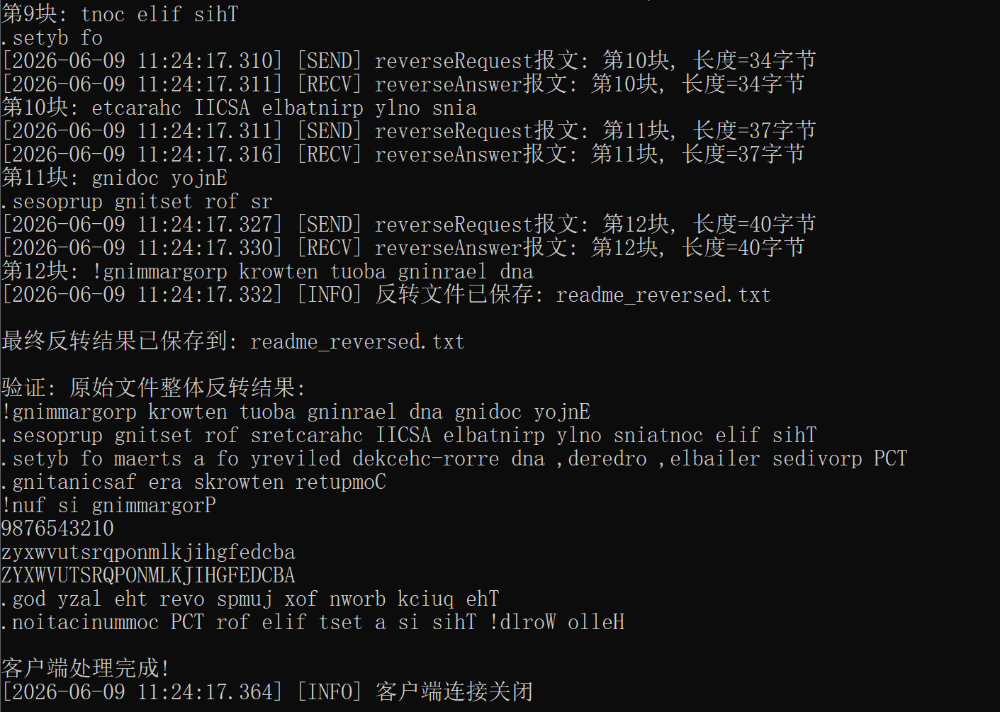 第9块: tnoc elif sihT
.setyb fo
[2026-06-09 11:24:17.310] [SEND] reverseRequest报文: 第10块, 长度=34字节
[2026-06-09 11:24:17.311] [RECV] reverseAnswer报文: 第10块, 长度=34字节
第10块: etcarahc IICSA elbatnirp ylno snia
[2026-06-09 11:24:17.311] [SEND] reverseRequest报文: 第11块, 长度=37字节
[2026-06-09 11:24:17.316] [RECV] reverseAnswer报文: 第11块, 长度=37字节
第11块: gnidoc yojnE
.sesoprup gnitset rof sr
[2026-06-09 11:24:17.327] [SEND] reverseRequest报文: 第12块, 长度=40字节
[2026-06-09 11:24:17.330] [RECV] reverseAnswer报文: 第12块, 长度=40字节
第12块: !gnimmargorp krowten tuoba gninrael dna
[2026-06-09 11:24:17.332] [INFO] 反转文件已保存: readme_reversed.txt
最终反转结果已保存到: readme_reversed.txt
验证: 原始文件整体反转结果:
!gnimmargorp krowten tuoba gninrael dna gnidoc yojnE
.sesoprup gnitset rof sretcarahc IICSA elbatnirp ylno sniatnoc elif sihT
.setyb fo maerts a fo yreviled dekcehc-rorre dna ,deredro ,elbailer sedivorp PCT
.gnitanicsaf era skrowten retupmoC
!nuf si gnimmargorP
9876543210
zyxwvutsrqponmlkjihgfedcba
ZYXWVUTSRQPONMLKJIHGFEDCBA
.god yzal eht revo spmuj xof nworb kciuq ehT
.noitacinummoc PCT rof elif tset a si sihT !dlroW olleH
客户端处理完成!
[2026-06-09 11:24:17.364] [INFO] 客户端连接关闭